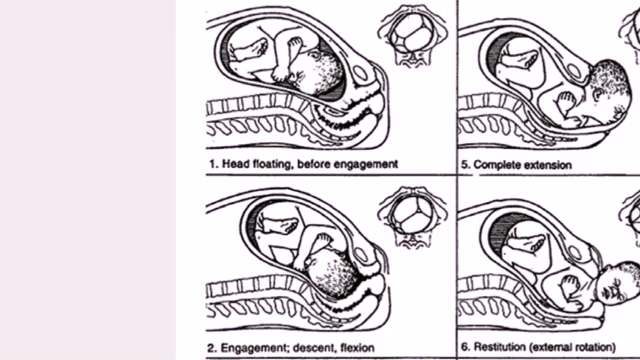 1. Head floating, before engagement
5. Complete extension
2. Engagement; descent, flexion
6. Restitution (external rotation)